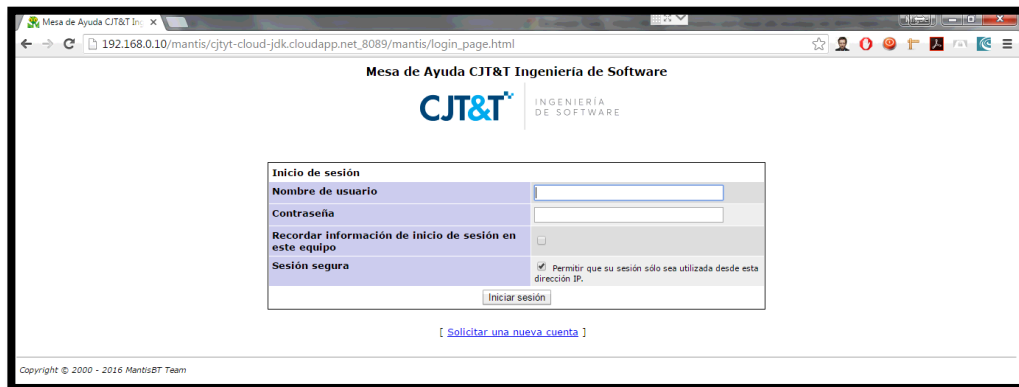 Mesa de Ayuda CJT&T Ing
192.168.0.10/mantis/cjtyt-cloud-jdk.cloudapp.net_8089/mantis/login_page.html
Mesa de Ayuda CJT&T Ingeniería de Software
CJT&T
INGENIERÍA
DE SOFTWARE
Inicio de sesión
Nombre de usuario
Contraseña
Recordar información de inicio de sesión en
este equipo
Sesión segura
Permitir que su sesión sólo sea utilizada desde esta
dirección IP.
Iniciar sesión
[ Solicitar una nueva cuenta ]
Copyright © 2000 - 2016 MantisBT Team